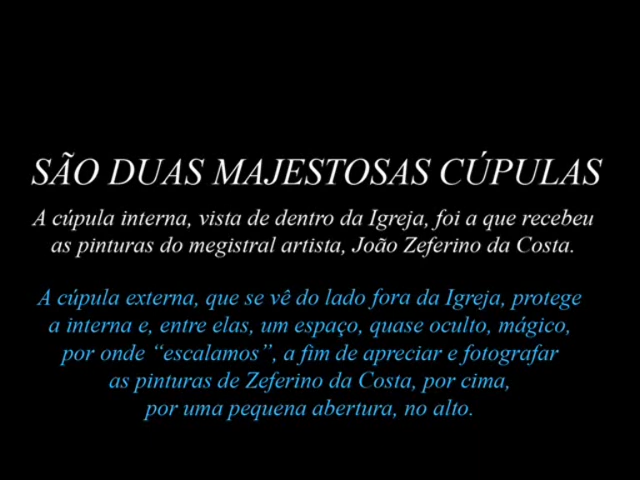 SÃO DUAS MAJESTOSAS CÚPULAS
A cúpula interna, vista de dentro da Igreja, foi a que recebeu
as pinturas do megistral artista, João Zeferino da Costa.
A cúpula externa, que se vê do lado fora da Igreja, protege
a interna e, entre elas, um espaço, quase oculto, mágico,
por onde “escalamos”, a fim de apreciar e fotografar
as pinturas de Zeferino da Costa, por cima,
por uma pequena abertura, no alto.